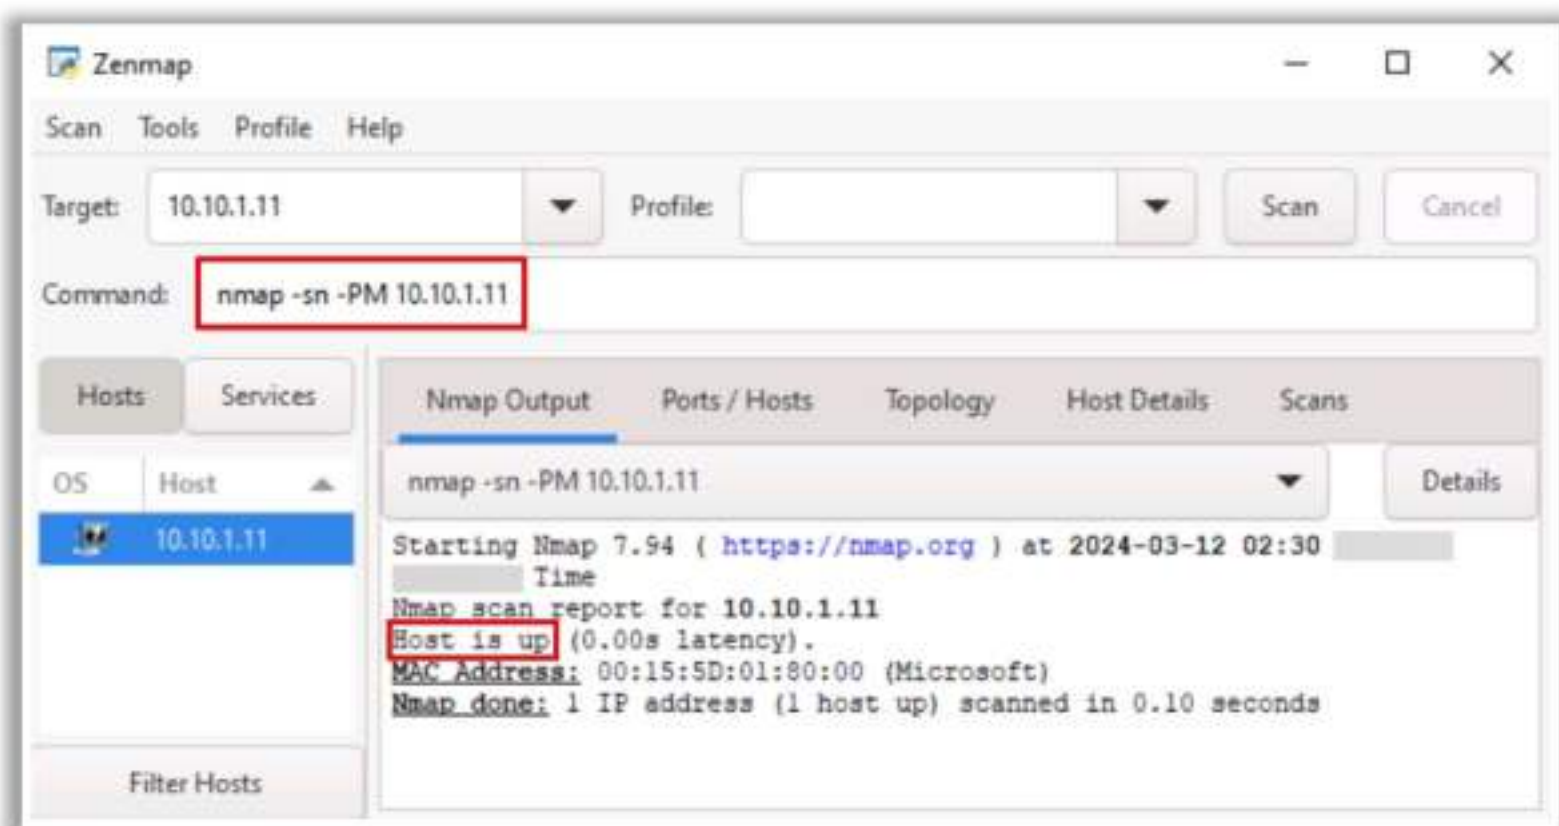 Zenmap
Scan Tools Profile Help
Target: 10.10.1.11 Profile: Scan Cancel
Command: nmap -sn -PM 10.10.1.11
Hosts Services
Nmap Output Ports / Hosts Topology Host Details Scans
OS Host
nmap -sn -PM 10.10.1.11 Details
10.10.1.11
Starting Nmap 7.94 ( https://nmap.org ) at 2024-03-12 02:30
Time
Nmap scan report for 10.10.1.11
Host is up (0.00s latency).
MAC Address: 00:15:5D:01:80:00 (Microsoft)
Nmap done: 1 IP address (1 host up) scanned in 0.10 seconds
Filter Hosts